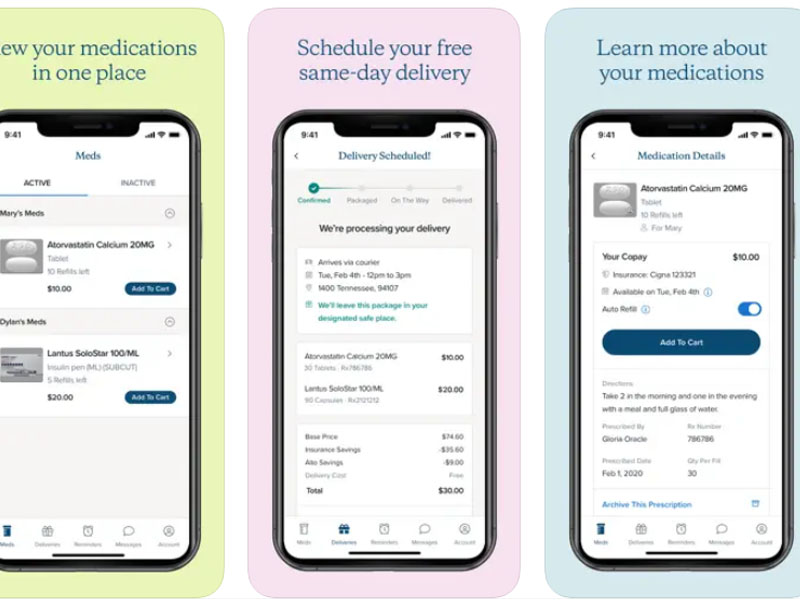 ew your medications
in one place
9:41
Meds
ACTIVE INACTIVE
Mary's Meds
Atorvastatin Calcium 20MG
Tablet
10 Refills left
$10.00 Add To Cart
Dylan's Meds
Lantus SoloStar 100/ML
Insulin pen (ML) (SUBCUT)
5 Refills left
$20.00 Add To Cart
Meds Deliveries Reminders Messages Account
Schedule your free
same-day delivery
9:41
Delivery Scheduled!
Confirmed Packaged On The Way Delivered
We're processing your delivery
Arrives via courier
Tue, Feb 4th - 12pm to 3pm
1400 Tennessee, 94107
We'll leave this package in your
designated safe place.
Atorvastatin Calcium 20MG $10.00
30 Tablets · Rx786786
Lantus SoloStar 100/ML $20.00
90 Capsules · Rx2121212
Base Price $74.60
Insurance Savings -$35.60
Alto Savings -$9.00
Delivery Cost Free
Total $30.00
Meds Deliveries Reminders Messages Account
Learn more about
your medications
9:41
Medication Details
Atorvastatin Calcium 20MG
Tablet
10 Refills left
For Mary
Your Copay $10.00
Insurance: Cigna 123321
Available on Tue, Feb 4th
Auto Refill
Add To Cart
Directions
Take 2 in the morning and one in the evening
with a meal and full glass of water.
Prescribed By Rx Number
Gloria Oracle 786786
Prescribed Date Qty Per Fill
Feb 1, 2020 30
Archive This Prescription
Meds Deliveries Reminders Messages Account